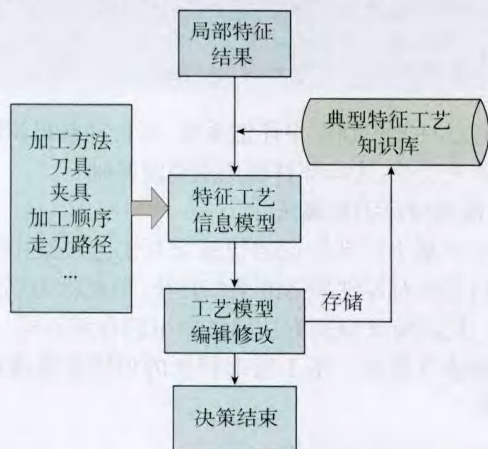 局部特征
结果
典型特征工艺
知识库
加工方法
刀具
夹具
加工顺序
走刀路径
...
特征工艺
信息模型
工艺模型
编辑修改
存储
决策结束